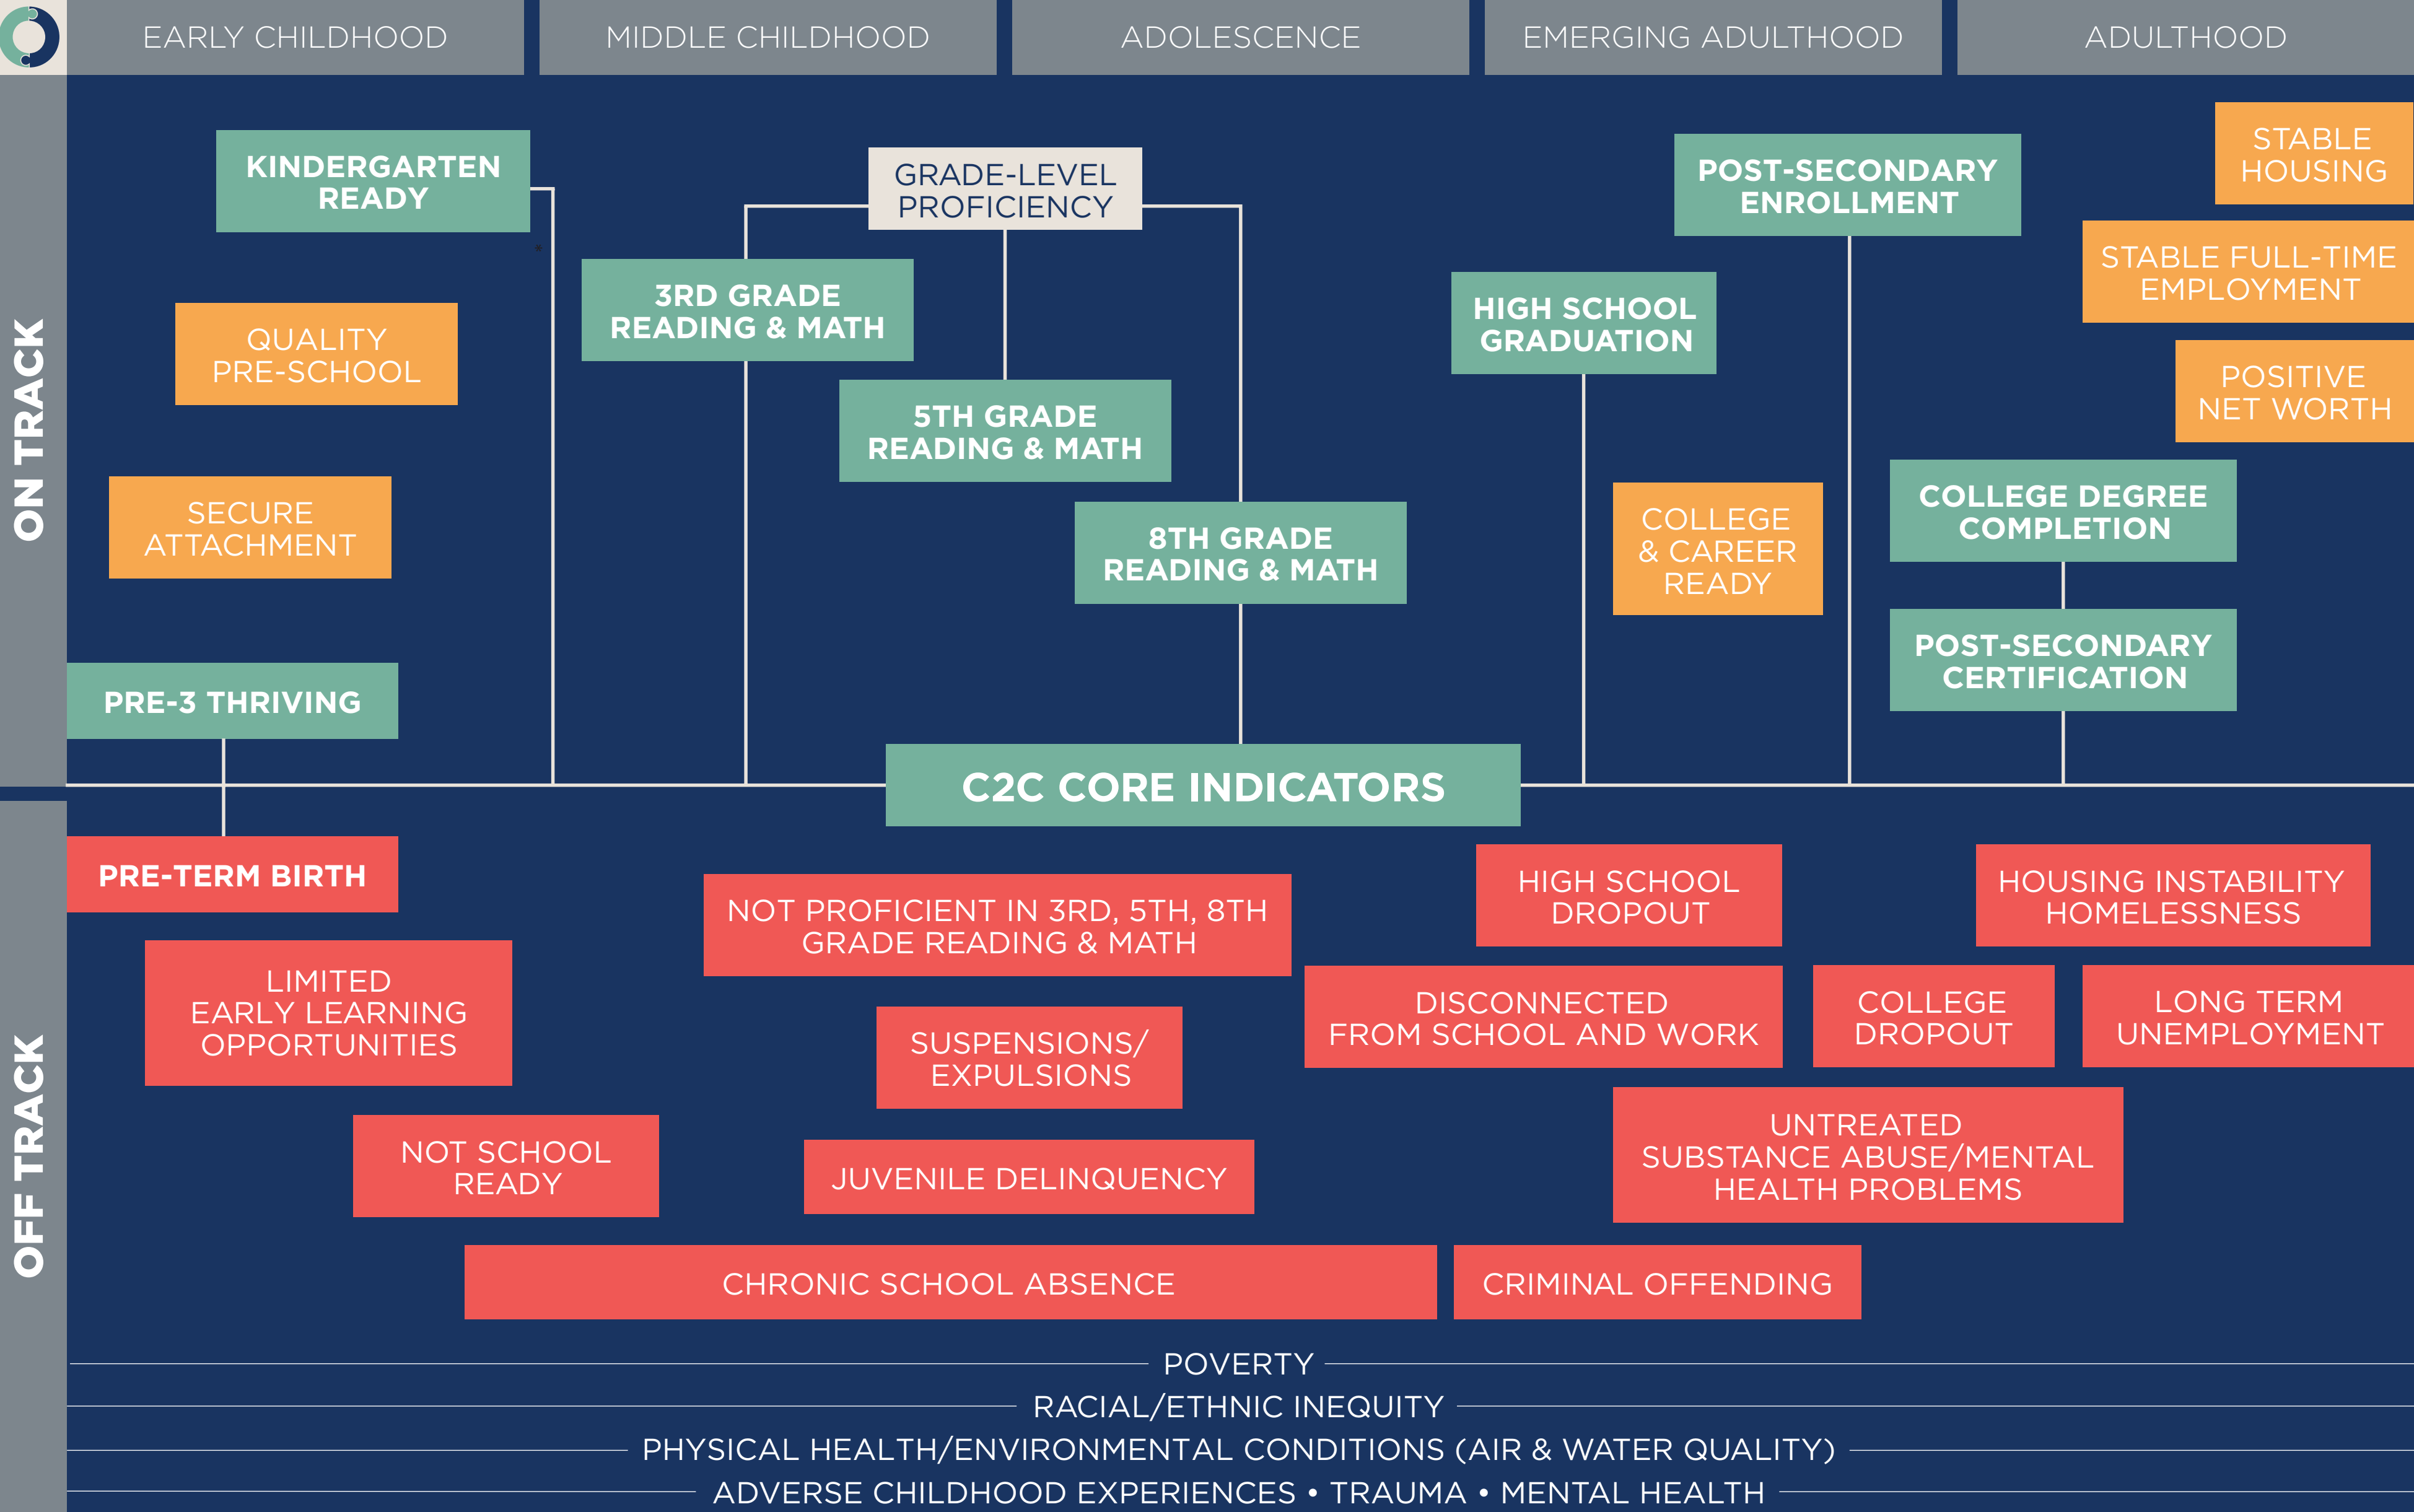 EARLY CHILDHOOD
MIDDLE CHILDHOOD
ADOLESCENCE
EMERGING ADULTHOOD
ADULTHOOD
ON TRACK
KINDERGARTEN
READY
QUALITY
PRE-SCHOOL
SECURE
ATTACHMENT
PRE-3 THRIVING
GRADE-LEVEL
PROFICIENCY
3RD GRADE
READING & MATH
5TH GRADE
READING & MATH
8TH GRADE
READING & MATH
HIGH SCHOOL
GRADUATION
POST-SECONDARY
ENROLLMENT
COLLEGE
& CAREER
READY
STABLE
HOUSING
STABLE FULL-TIME
EMPLOYMENT
POSITIVE
NET WORTH
COLLEGE DEGREE
COMPLETION
POST-SECONDARY
CERTIFICATION
C2C CORE INDICATORS
OFF TRACK
PRE-TERM BIRTH
LIMITED
EARLY LEARNING
OPPORTUNITIES
NOT SCHOOL
READY
NOT PROFICIENT IN 3RD, 5TH, 8TH
GRADE READING & MATH
SUSPENSIONS/
EXPULSIONS
JUVENILE DELINQUENCY
CHRONIC SCHOOL ABSENCE
HIGH SCHOOL
DROPOUT
DISCONNECTED
FROM SCHOOL AND WORK
COLLEGE
DROPOUT
HOUSING INSTABILITY
HOMELESSNESS
LONG TERM
UNEMPLOYMENT
UNTREATED
SUBSTANCE ABUSE/MENTAL
HEALTH PROBLEMS
CRIMINAL OFFENDING
POVERTY
RACIAL/ETHNIC INEQUITY
PHYSICAL HEALTH/ENVIRONMENTAL CONDITIONS (AIR & WATER QUALITY)
ADVERSE CHILDHOOD EXPERIENCES • TRAUMA • MENTAL HEALTH